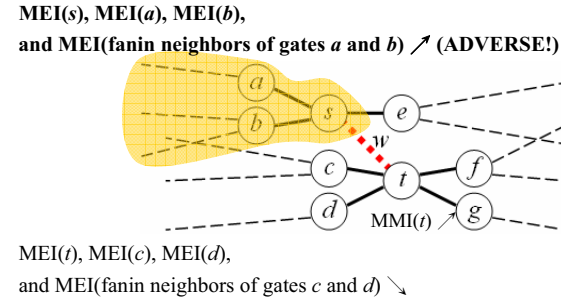 MEI(s), MEI(a), MEI(b),
and MEI(fanin neighbors of gates a and b) ↗ (ADVERSE!)
a
b
s
e
w
c
t
f
d
MMI(t) ↗
g
MEI(t), MEI(c), MEI(d),
and MEI(fanin neighbors of gates c and d) ↘